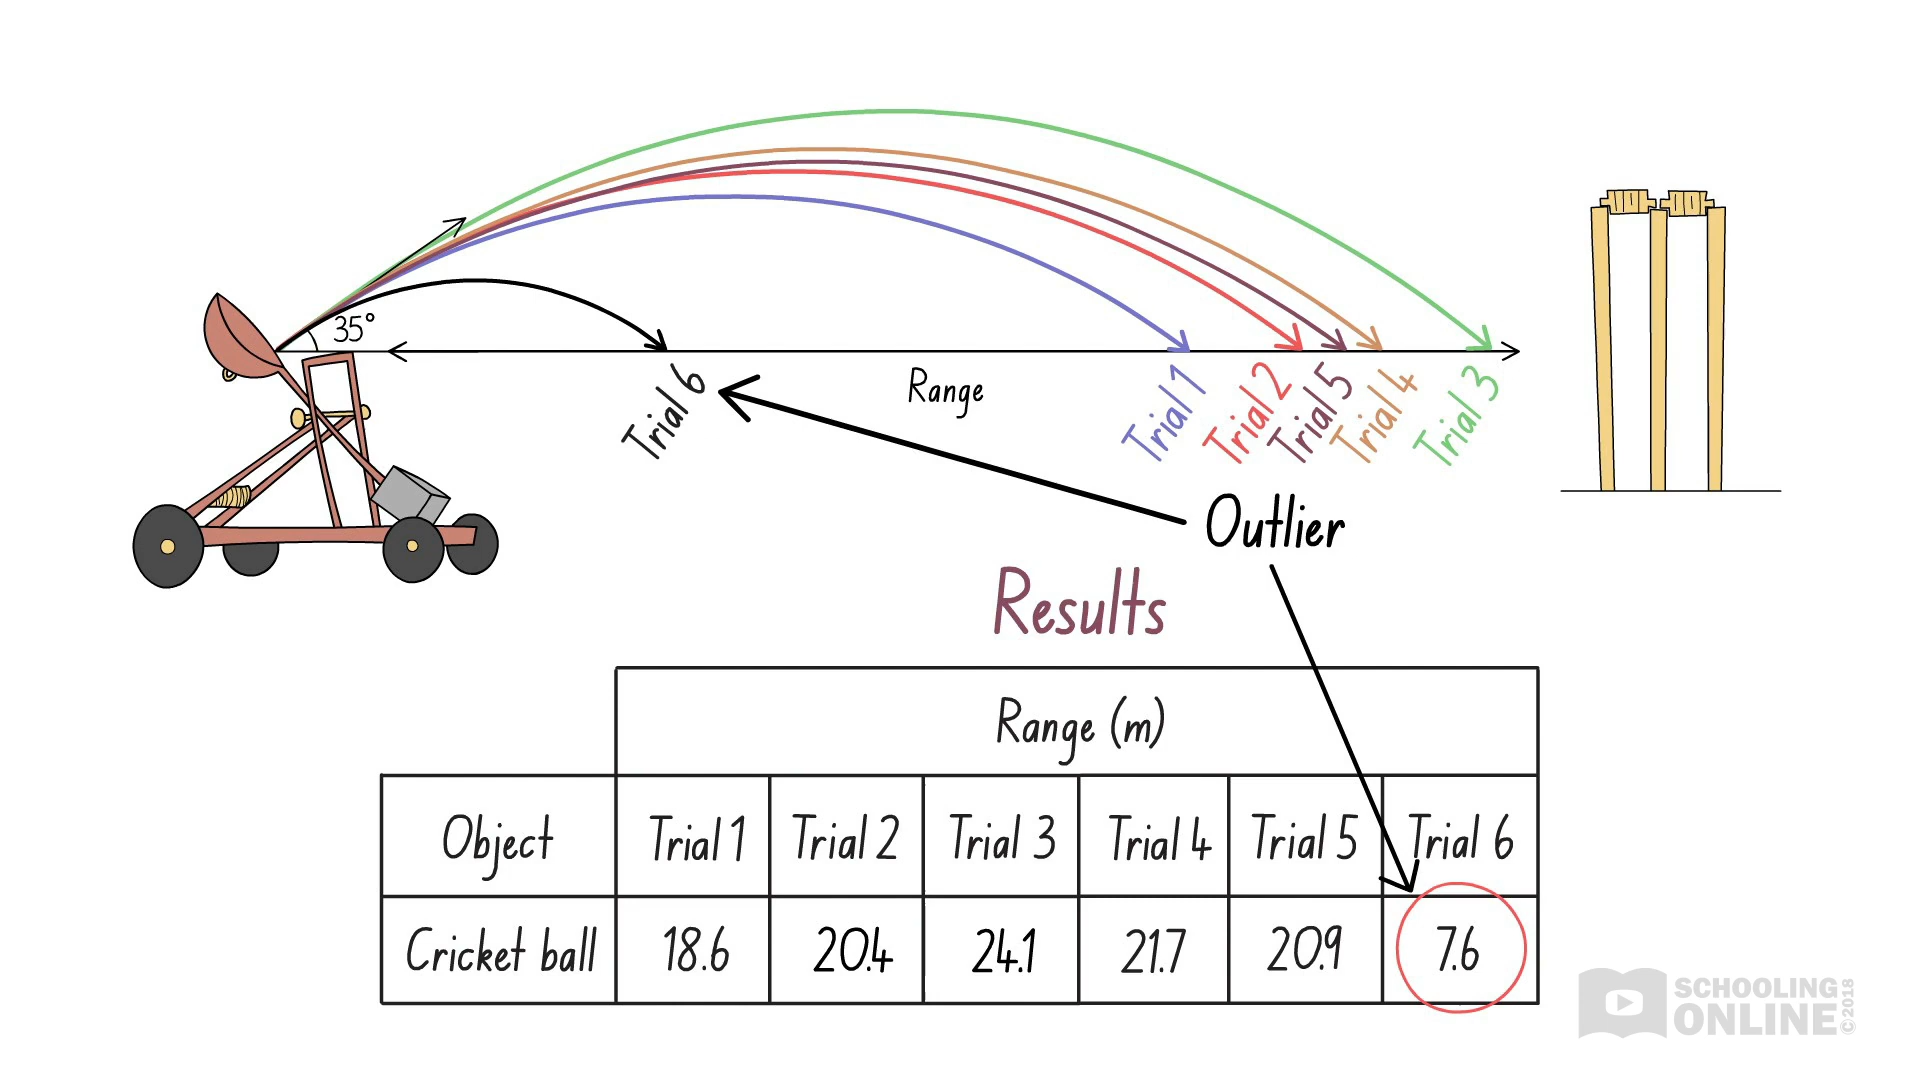 35°
Range
Trial 6
Trial 1
Trial 2
Trial 5
Trial 4
Trial 3
Outlier
Results
Range (m)
Object Trial 1 Trial 2 Trial 3 Trial 4 Trial 5 Trial 6
Cricket ball 18.6 20.4 24.1 21.7 20.9 7.6
SCHOOLING
ONLINE
©2018